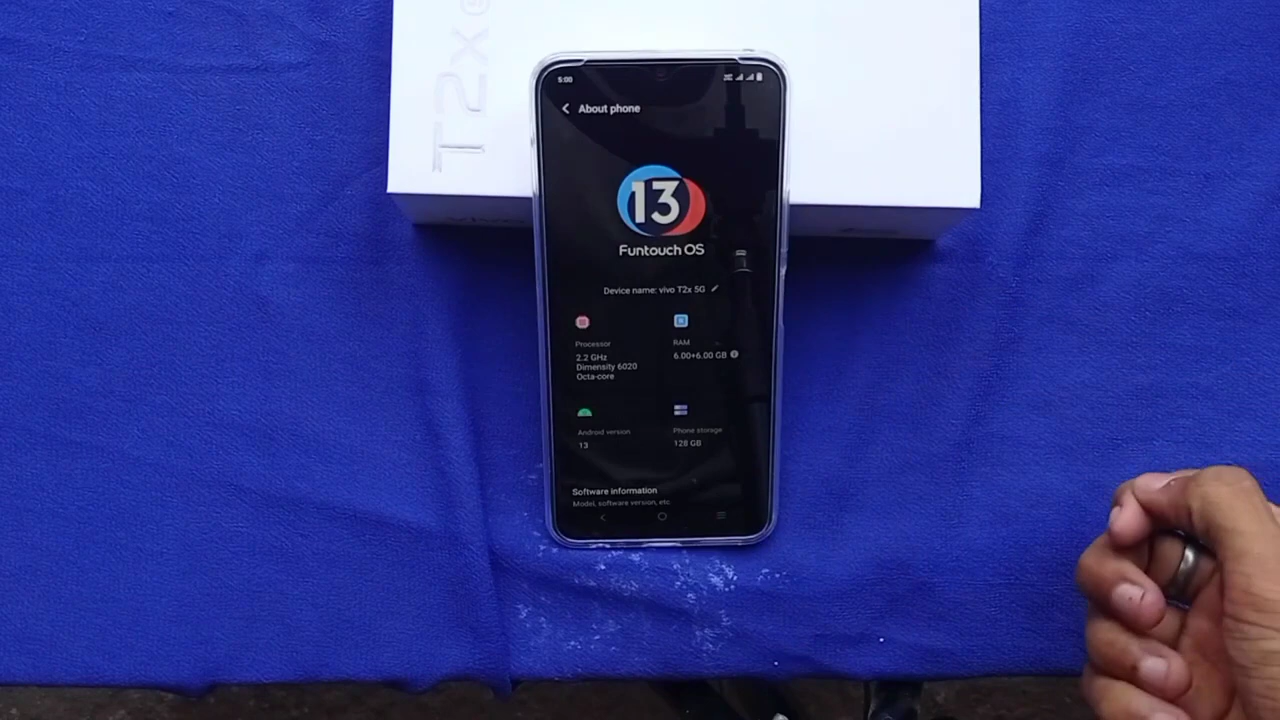 T2x
5:00
About phone
13
Funtouch OS
Device name: vivo T2x 5G
Processor
2.2 GHz
Dimensity 6020
Octa-core
RAM
6.00+6.00 GB
Android version
13
Phone storage
128 GB
Software information
Model, software version, etc.